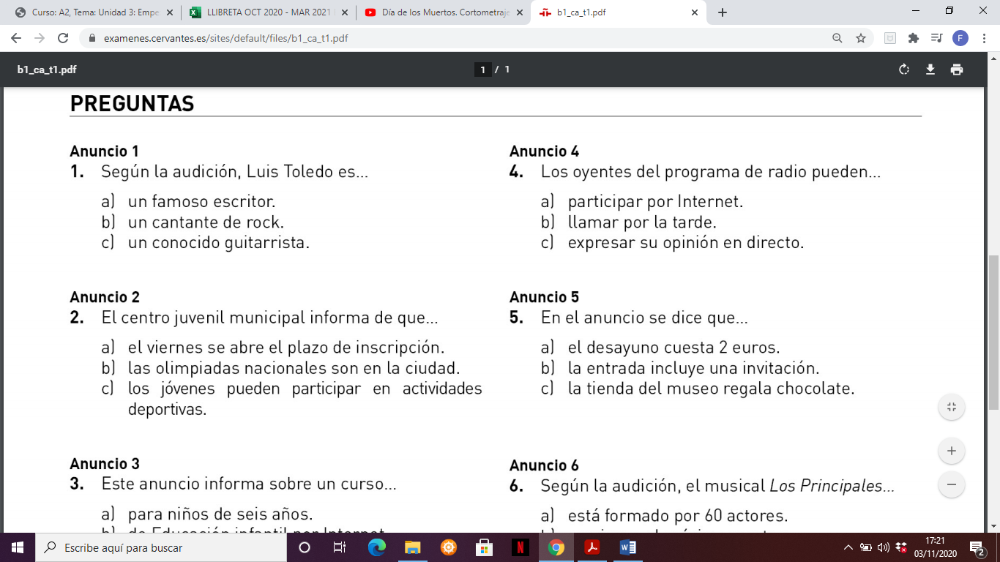 Curso: A2, Tema: Unidad 3: Empe
LLIBRETA OCT 2020 - MAR 2021
Día de los Muertos. Cortometraje
b1_ca_t1.pdf
examenes.cervantes.es/sites/default/files/b1_ca_t1.pdf
F
b1_ca_t1.pdf
1 / 1
PREGUNTAS
Anuncio 1
1. Según la audición, Luis Toledo es...
a) un famoso escritor.
b) un cantante de rock.
c) un conocido guitarrista.
Anuncio 2
2. El centro juvenil municipal informa de que...
a) el viernes se abre el plazo de inscripción.
b) las olimpiadas nacionales son en la ciudad.
c) los jóvenes pueden participar en actividades
deportivas.
Anuncio 3
3. Este anuncio informa sobre un curso...
a) para niños de seis años.
b) de Educación infantil por Internet.
Anuncio 4
4. Los oyentes del programa de radio pueden...
a) participar por Internet.
b) llamar por la tarde.
c) expresar su opinión en directo.
Anuncio 5
5. En el anuncio se dice que...
a) el desayuno cuesta 2 euros.
b) la entrada incluye una invitación.
c) la tienda del museo regala chocolate.
Anuncio 6
6. Según la audición, el musical Los Principales...
a) está formado por 60 actores.
Escribe aquí para buscar
17:21
03/11/2020
2